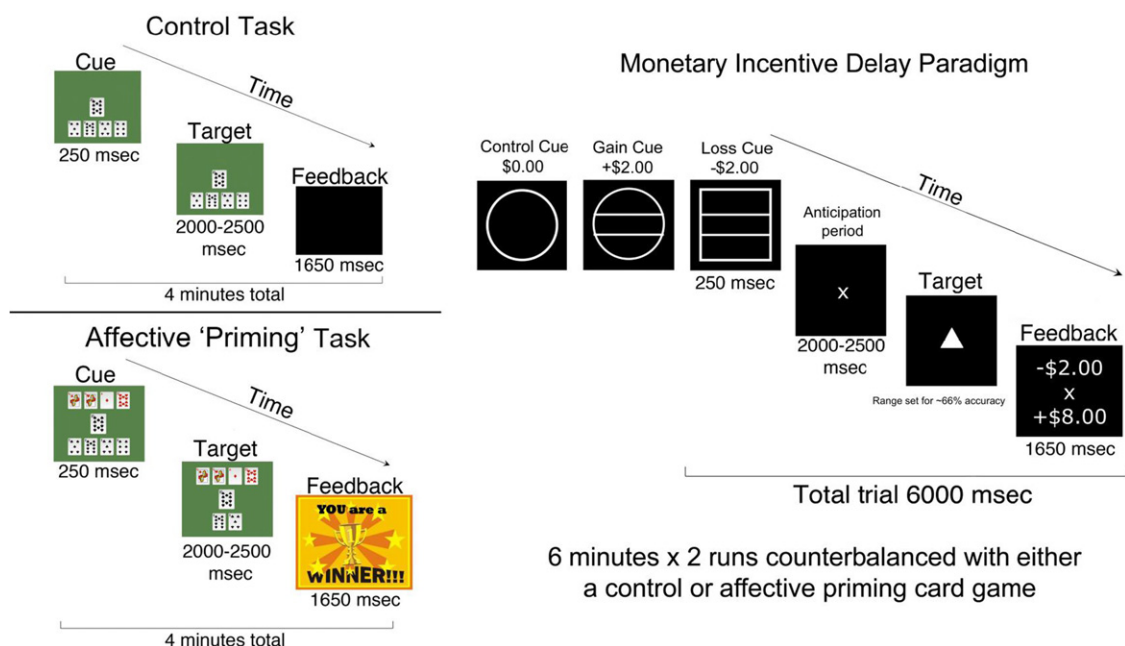 Control Task
Cue
Time
250 msec
Target
2000-2500
msec
Feedback
1650 msec
4 minutes total
Affective 'Priming' Task
Cue
Time
250 msec
Target
2000-2500
msec
Feedback
YOU are a
WINNER!!!
1650 msec
4 minutes total
Monetary Incentive Delay Paradigm
Control Cue
$0.00
Gain Cue
+$2.00
Loss Cue
-$2.00
Time
250 msec
Anticipation
period
x
2000-2500
msec
Target
Range set for ~66% accuracy
Feedback
-$2.00
x
+$8.00
1650 msec
Total trial 6000 msec
6 minutes x 2 runs counterbalanced with either
a control or affective priming card game